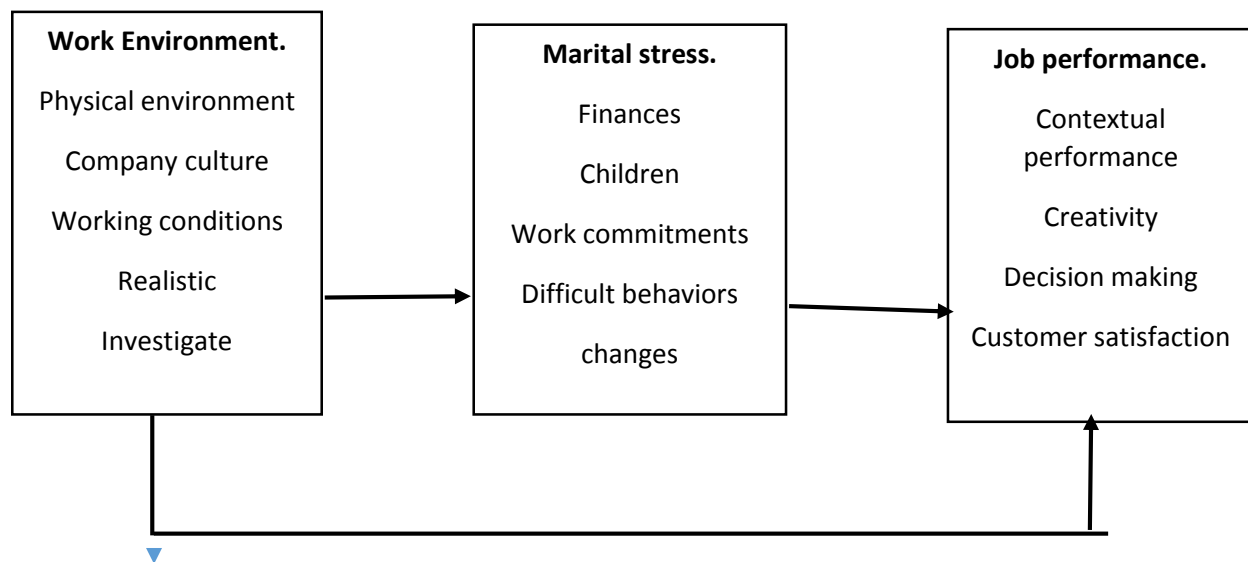 Work Environment.
Physical environment
Company culture
Working conditions
Realistic
Investigate
Marital stress.
Finances
Children
Work commitments
Difficult behaviors
changes
Job performance.
Contextual
performance
Creativity
Decision making
Customer satisfaction